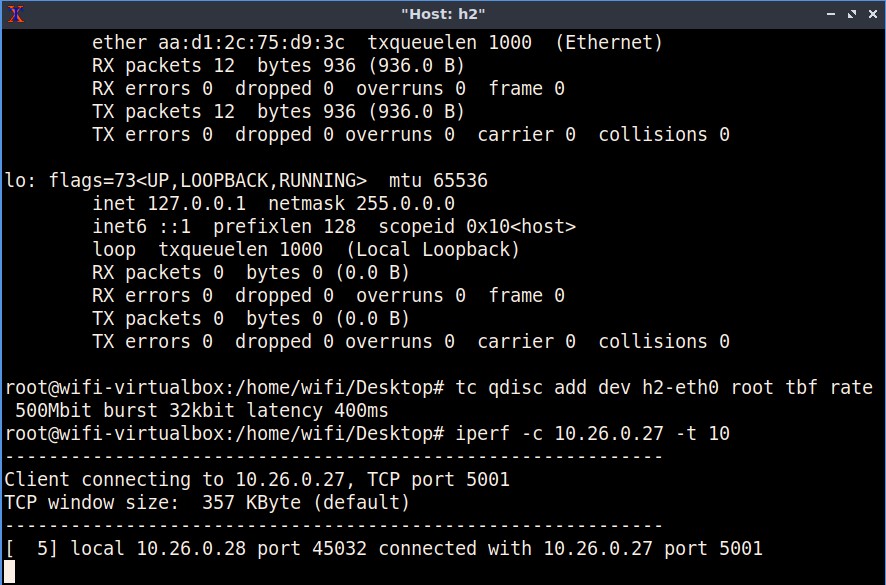 "Host: h2"
ether aa:d1:2c:75:d9:3c  txqueuelen 1000  (Ethernet)
RX packets 12  bytes 936 (936.0 B)
RX errors 0  dropped 0  overruns 0  frame 0
TX packets 12  bytes 936 (936.0 B)
TX errors 0  dropped 0 overruns 0  carrier 0  collisions 0
lo: flags=73<UP,LOOPBACK,RUNNING>  mtu 65536
inet 127.0.0.1  netmask 255.0.0.0
inet6 ::1  prefixlen 128  scopeid 0x10<host>
loop  txqueuelen 1000  (Local Loopback)
RX packets 0  bytes 0 (0.0 B)
RX errors 0  dropped 0  overruns 0  frame 0
TX packets 0  bytes 0 (0.0 B)
TX errors 0  dropped 0 overruns 0  carrier 0  collisions 0
root@wifi-virtualbox:/home/wifi/Desktop# tc qdisc add dev h2-eth0 root tbf rate
500Mbit burst 32kbit latency 400ms
root@wifi-virtualbox:/home/wifi/Desktop# iperf -c 10.26.0.27 -t 10
------------------------------------------------------------
Client connecting to 10.26.0.27, TCP port 5001
TCP window size:  357 KByte (default)
------------------------------------------------------------
[  5] local 10.26.0.28 port 45032 connected with 10.26.0.27 port 5001